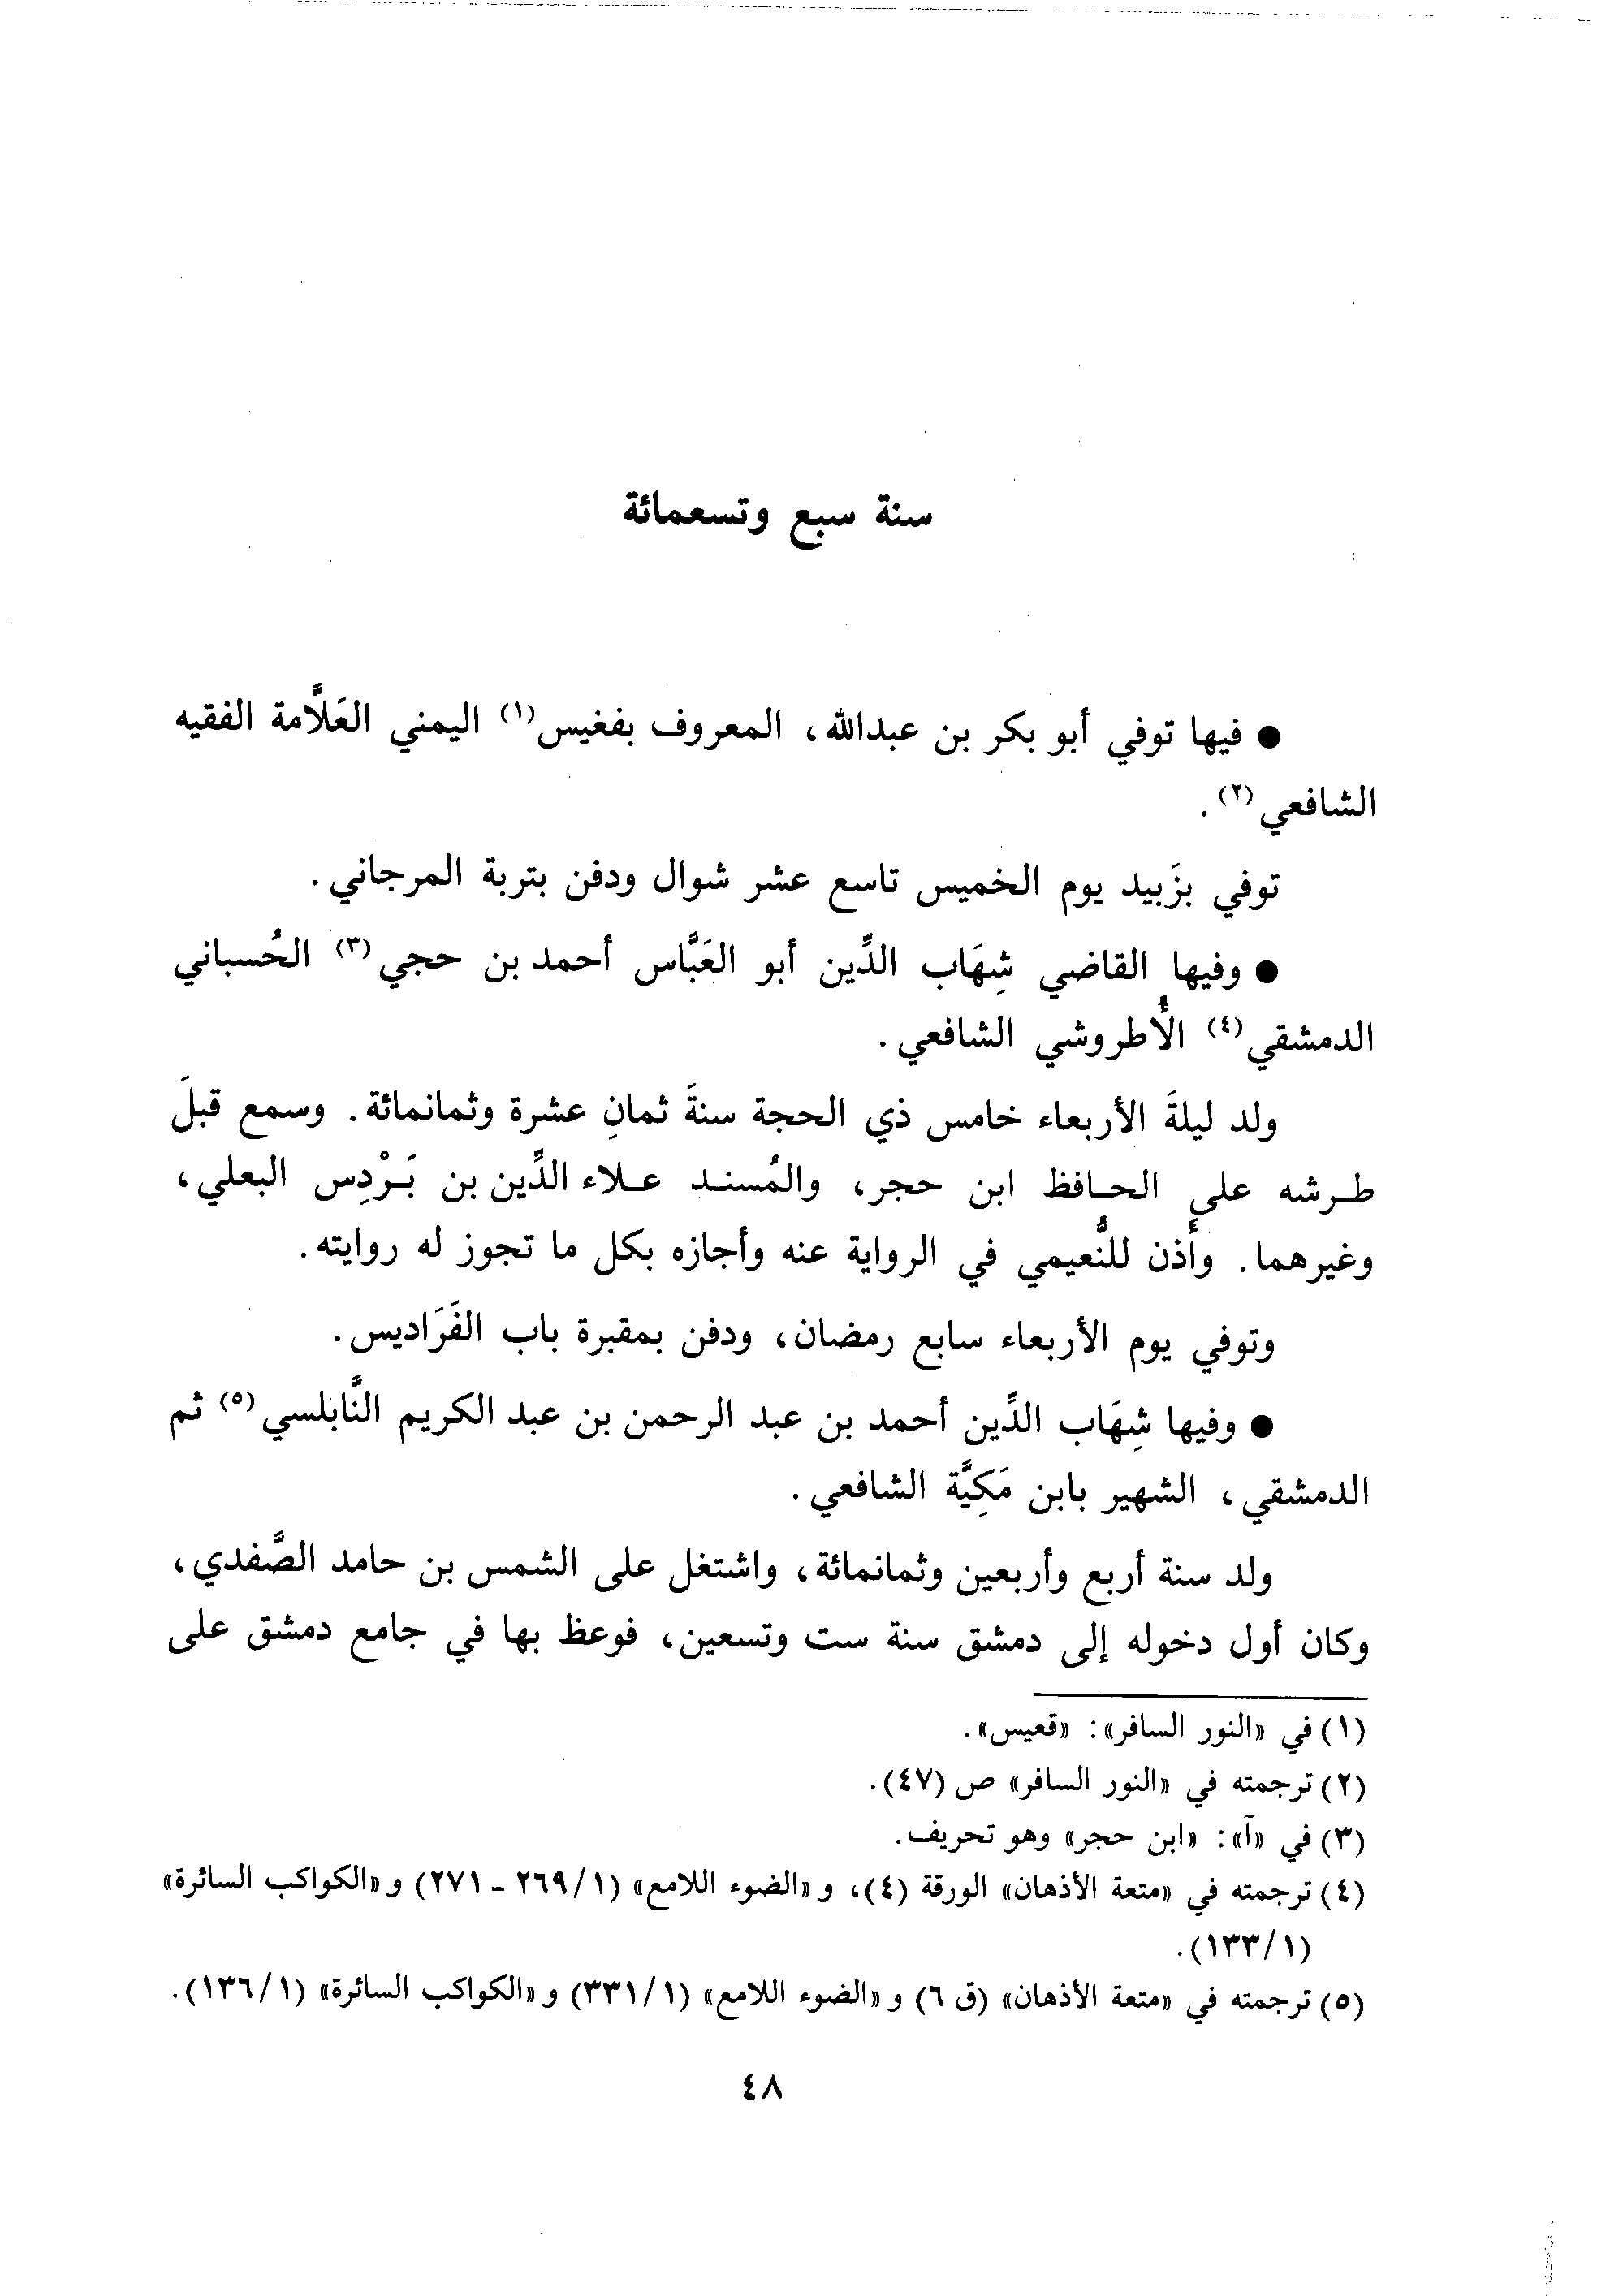 سنة سبع وتسعمائة
● فيها توفي أبو بكر بن عبدالله، المعروف بفغيس(١) اليمني العَلَّامة الفقيه
الشافعي(٢).
توفي بزَبيد يوم الخميس تاسع عشر شوال ودفن بتربة المرجاني.
● وفيها القاضي شِهَاب الدِّين أبو العَبَّاس أحمد بن حجي(٣) الحُسباني
الدمشقي(٤) الأُطروشي الشافعي.
ولد ليلةَ الأربعاء خامس ذي الحجة سنةَ ثمانِ عشرة وثمانمائة. وسمع قبلَ
طـرشه على الحـافظ ابن حجر، والمُسنـد عـلاء الدِّين بن بَـرْدِس البعلي،
وغيرهما. وأَذن للنُّعيمي في الرواية عنه وأجازه بكل ما تجوز له روايته.
وتوفي يوم الأربعاء سابع رمضان، ودفن بمقبرة باب الفَرَاديس.
● وفيها شِهَاب الدِّين أحمد بن عبد الرحمن بن عبد الكريم النَّابلسي(٥) ثم
الدمشقي، الشهير بابن مَكِيَّة الشافعي.
ولد سنة أربع وأربعين وثمانمائة، واشتغل على الشمس بن حامد الصَّفدي،
وكان أول دخوله إلى دمشق سنة ست وتسعين، فوعظ بها في جامع دمشق على
(١) في «النور السافر»: «قعيس».
(٢) ترجمته في «النور السافر» ص (٤٧).
(٣) في «آ»: «ابن حجر» وهو تحريف.
(٤) ترجمته في «متعة الأذهان» الورقة (٤)، و «الضوء اللامع» (١/ ٢٦٩ - ٢٧١) و «الكواكب السائرة»
(١/ ١٣٣).
(٥) ترجمته في «متعة الأذهان» (ق ٦) و «الضوء اللامع» (١/ ٣٣١) و «الكواكب السائرة» (١/ ١٣٦).
٤٨